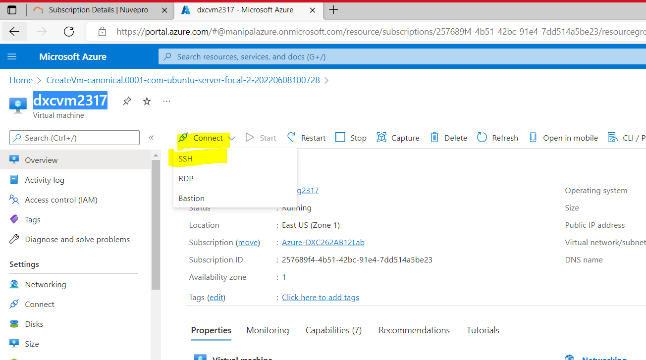 Subscription Details | Nuvepro
dxcvm2317 - Microsoft Azure
https://portal.azure.com/#@manipalazure.onmicrosoft.com/resource/subscriptions/257689f4-4b51-42bc-91e4-7dd514a5be23/resourcegro
Microsoft Azure
Search resources, services, and docs (G+/)
Home > CreateVm-canonical.0001-com-ubuntu-server-focal-2-20220608100728 >
dxcvm2317
Virtual machine
Search (Ctrl+/)
Connect
Start
Restart
Stop
Capture
Delete
Refresh
Open in mobile
CLI / P
SSH
RDP
Bastion
Overview
Activity log
Access control (IAM)
Tags
Diagnose and solve problems
Settings
Networking
Connect
Disks
Size
g2317
Operating system
Status : Running
Size
Location : East US (Zone 1)
Public IP address
Subscription (move) : Azure-DXC262AB12Lab
Virtual network/subnet
Subscription ID : 257689f4-4b51-42bc-91e4-7dd514a5be23
DNS name
Availability zone : 1
Tags (edit) : Click here to add tags
Properties
Monitoring
Capabilities (7)
Recommendations
Tutorials
Virtual machine
Networking